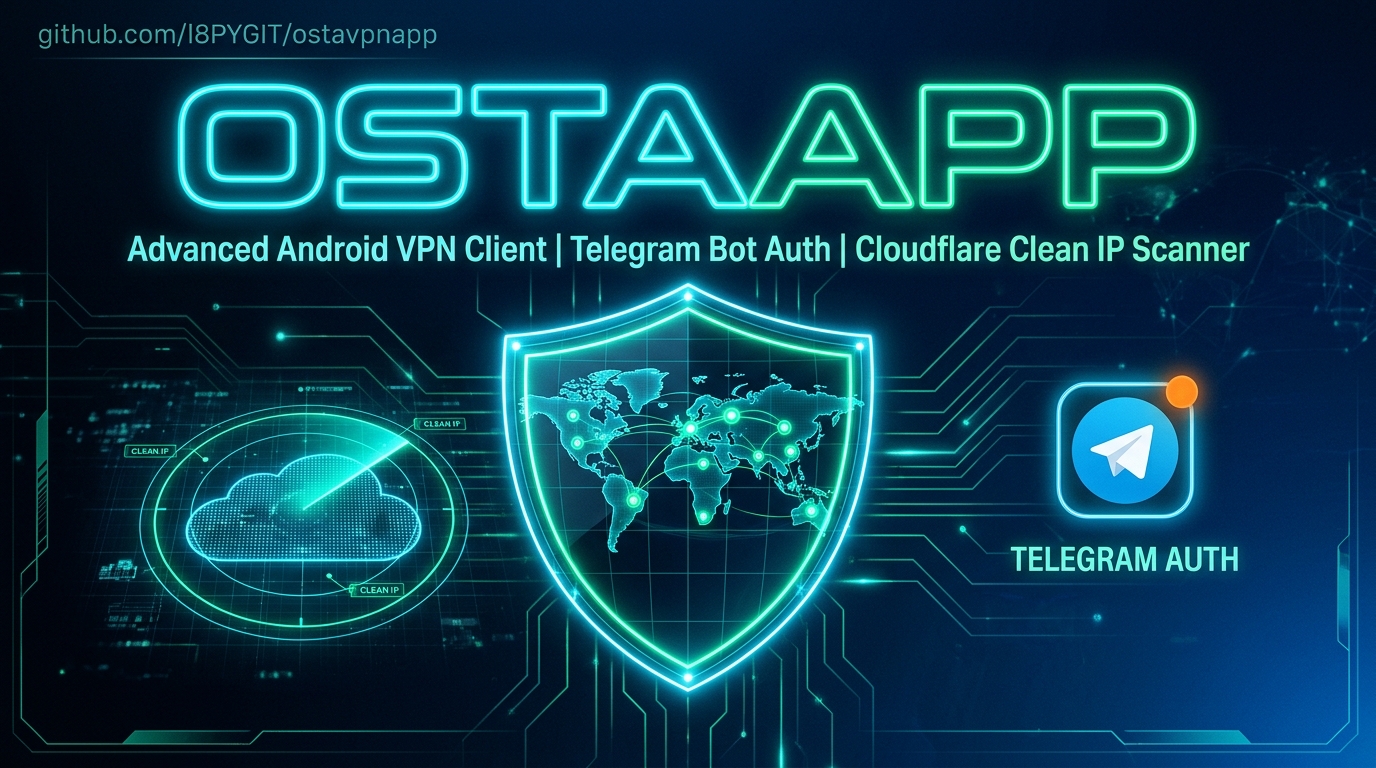 github.com/I8PYGIT/ostavpnapp
OSTAAPP
Advanced Android VPN Client | Telegram Bot Auth | Cloudflare Clean IP Scanner
CLEAN IP
CLEAN IP
CLEAN IP
TELEGRAM AUTH